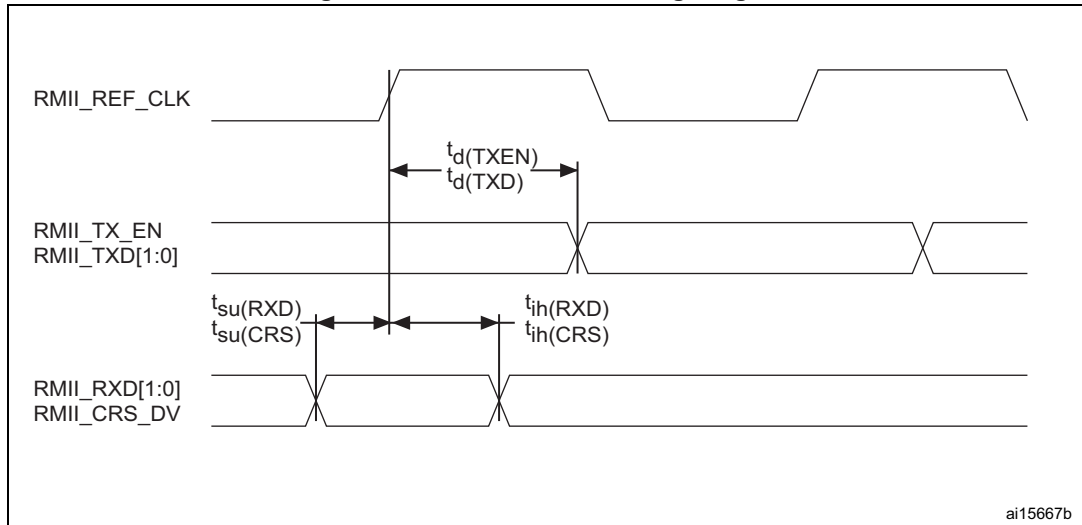 RMII_REF_CLK
td(TXEN)
td(TXD)
RMII_TX_EN
RMII_TXD[1:0]
tsu(RXD)
tsu(CRS)
tih(RXD)
tih(CRS)
RMII_RXD[1:0]
RMII_CRS_DV
ai15667b